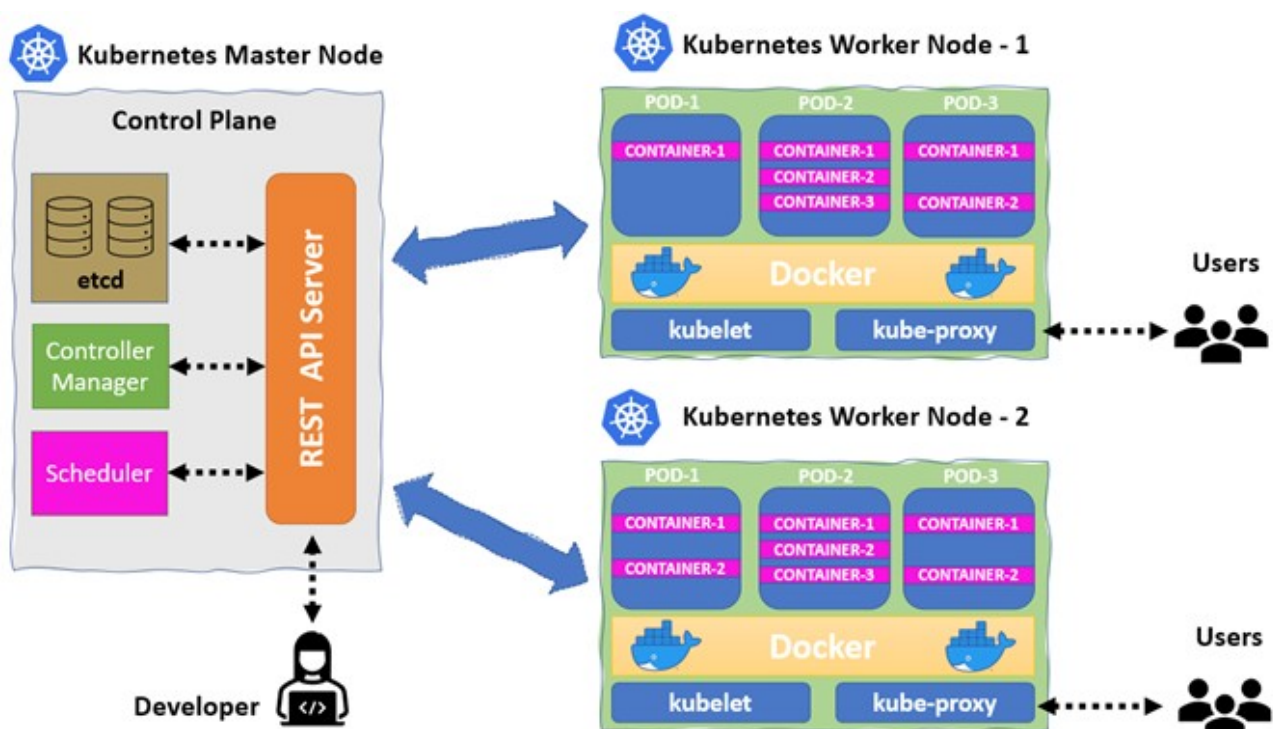 Kubernetes Master Node
Control Plane
etcd
Controller
Manager
Scheduler
REST API Server
Developer
</>
Kubernetes Worker Node - 1
POD-1
CONTAINER-1
POD-2
CONTAINER-1
CONTAINER-2
CONTAINER-3
POD-3
CONTAINER-1
CONTAINER-2
Docker
kubelet
kube-proxy
Users
Kubernetes Worker Node - 2
POD-1
CONTAINER-1
CONTAINER-2
POD-2
CONTAINER-1
CONTAINER-2
CONTAINER-3
POD-3
CONTAINER-1
CONTAINER-2
Docker
kubelet
kube-proxy
Users